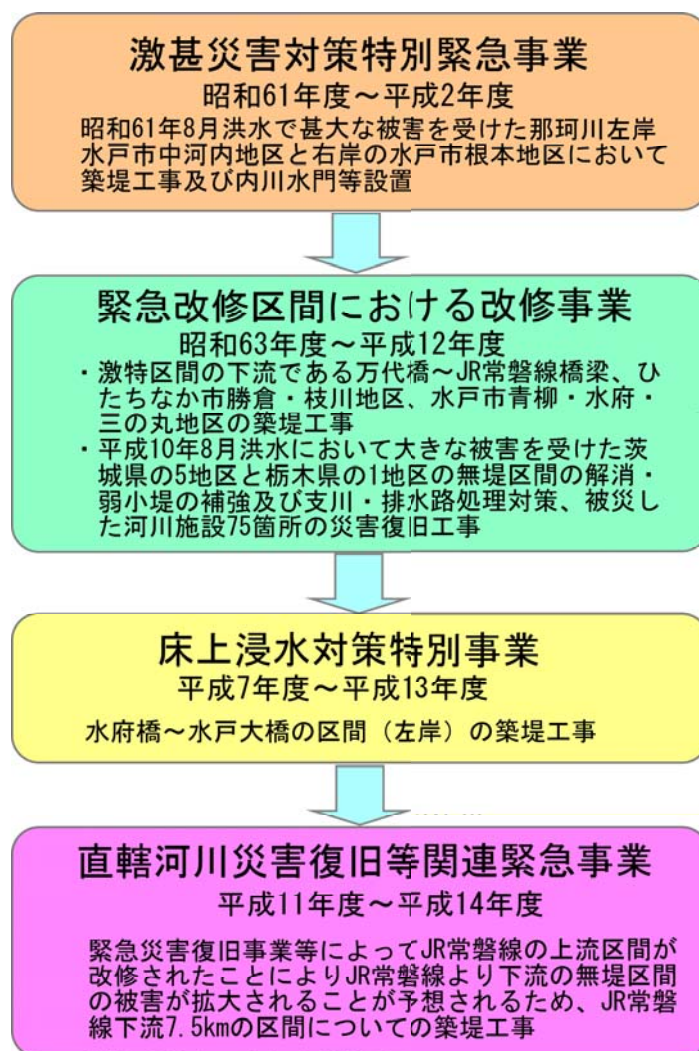 激甚災害対策特別緊急事業
昭和61年度～平成2年度
昭和61年8月洪水で甚大な被害を受けた那珂川左岸
水戸市中河内地区と右岸の水戸市根本地区において
築堤工事及び内川水門等設置
緊急改修区間における改修事業
昭和63年度～平成12年度
・激特区間の下流である万代橋～JR常磐線橋梁、ひ
たちなか市勝倉・枝川地区、水戸市青柳・水府・
三の丸地区の築堤工事
・平成10年8月洪水において大きな被害を受けた茨
城県の5地区と栃木県の1地区の無堤区間の解消・
弱小堤の補強及び支川・排水路処理対策、被災し
た河川施設75箇所の災害復旧工事
床上浸水対策特別事業
平成7年度～平成13年度
水府橋～水戸大橋の区間（左岸）の築堤工事
直轄河川災害復旧等関連緊急事業
平成11年度～平成14年度
緊急災害復旧事業等によってJR常磐線の上流区間が
改修されたことによりJR常磐線より下流の無堤区間
の被害が拡大されることが予想されるため、JR常磐
線下流7.5kmの区間についての築堤工事